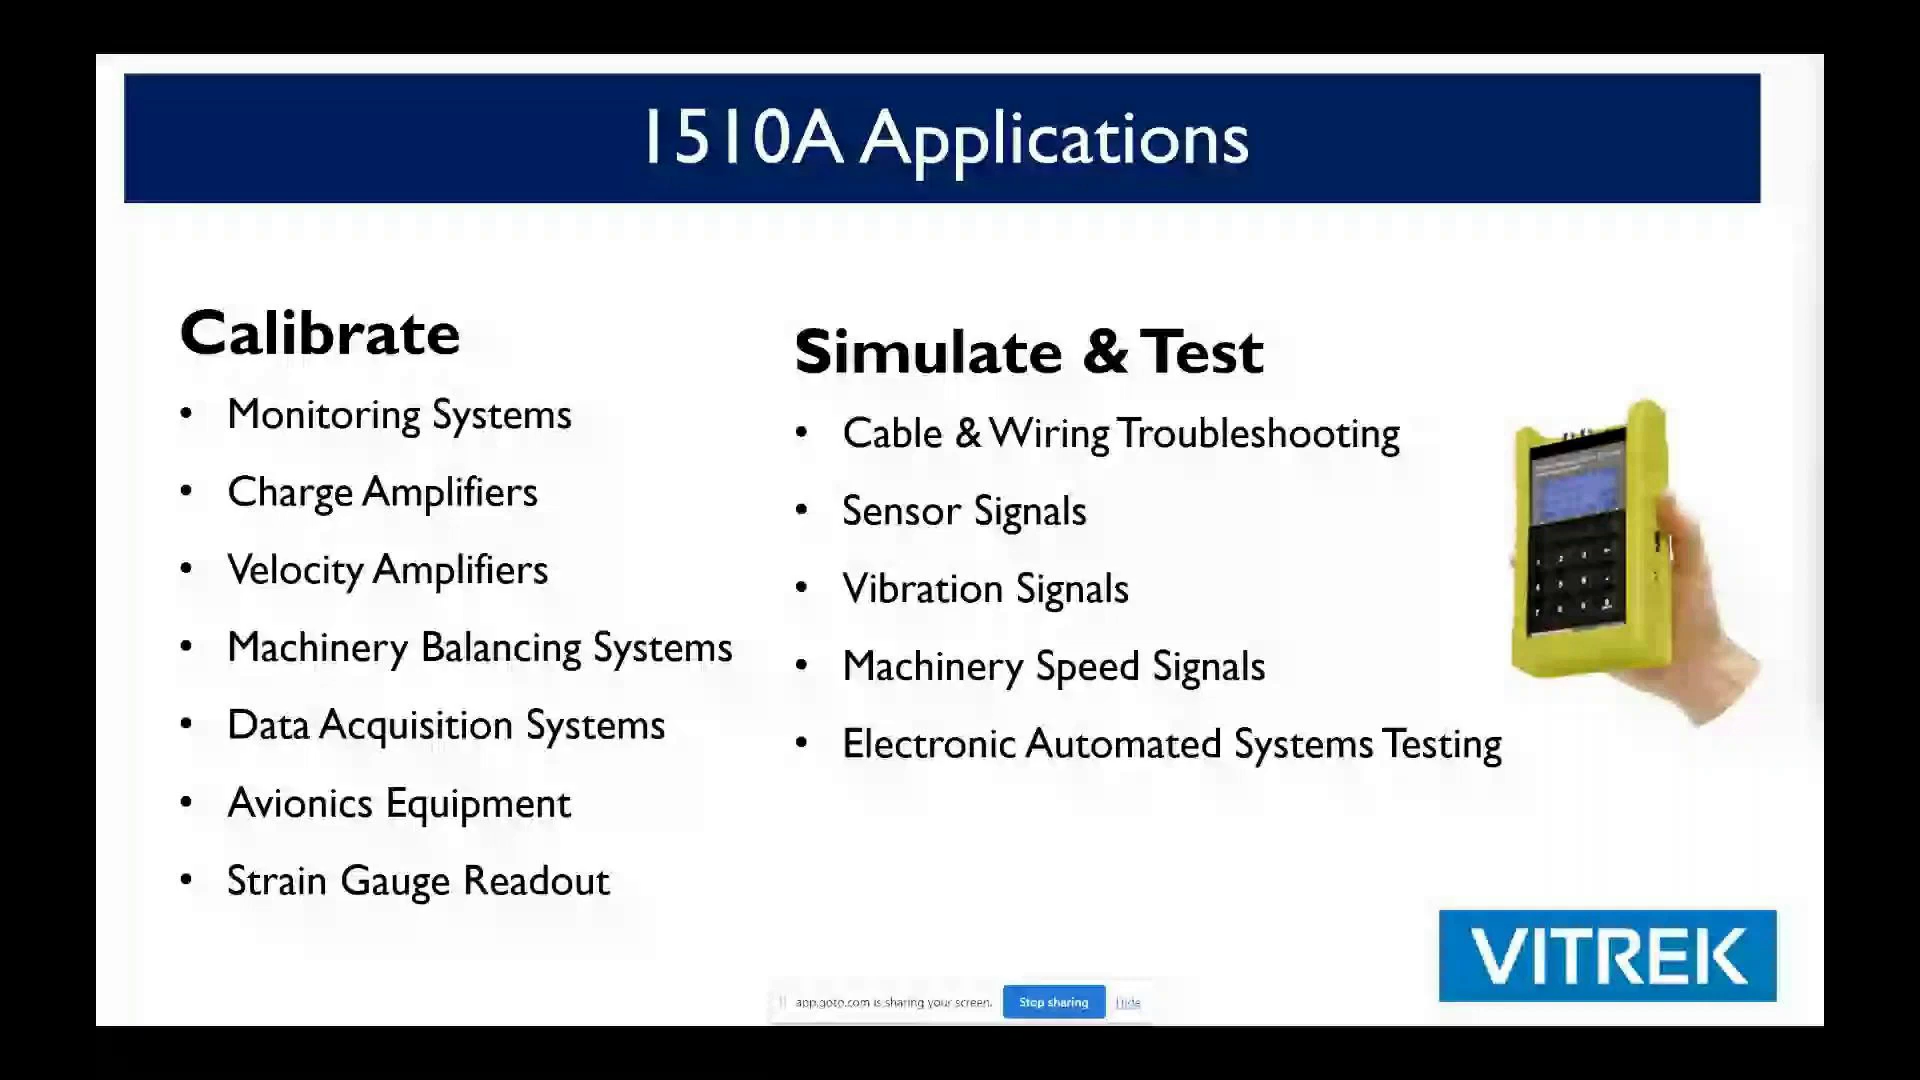 1510A Applications
Calibrate
• Monitoring Systems
• Charge Amplifiers
• Velocity Amplifiers
• Machinery Balancing Systems
• Data Acquisition Systems
• Avionics Equipment
• Strain Gauge Readout
Simulate & Test
• Cable & Wiring Troubleshooting
• Sensor Signals
• Vibration Signals
• Machinery Speed Signals
• Electronic Automated Systems Testing
VITREK
app.goto.com is sharing your screen. Stop sharing Hide